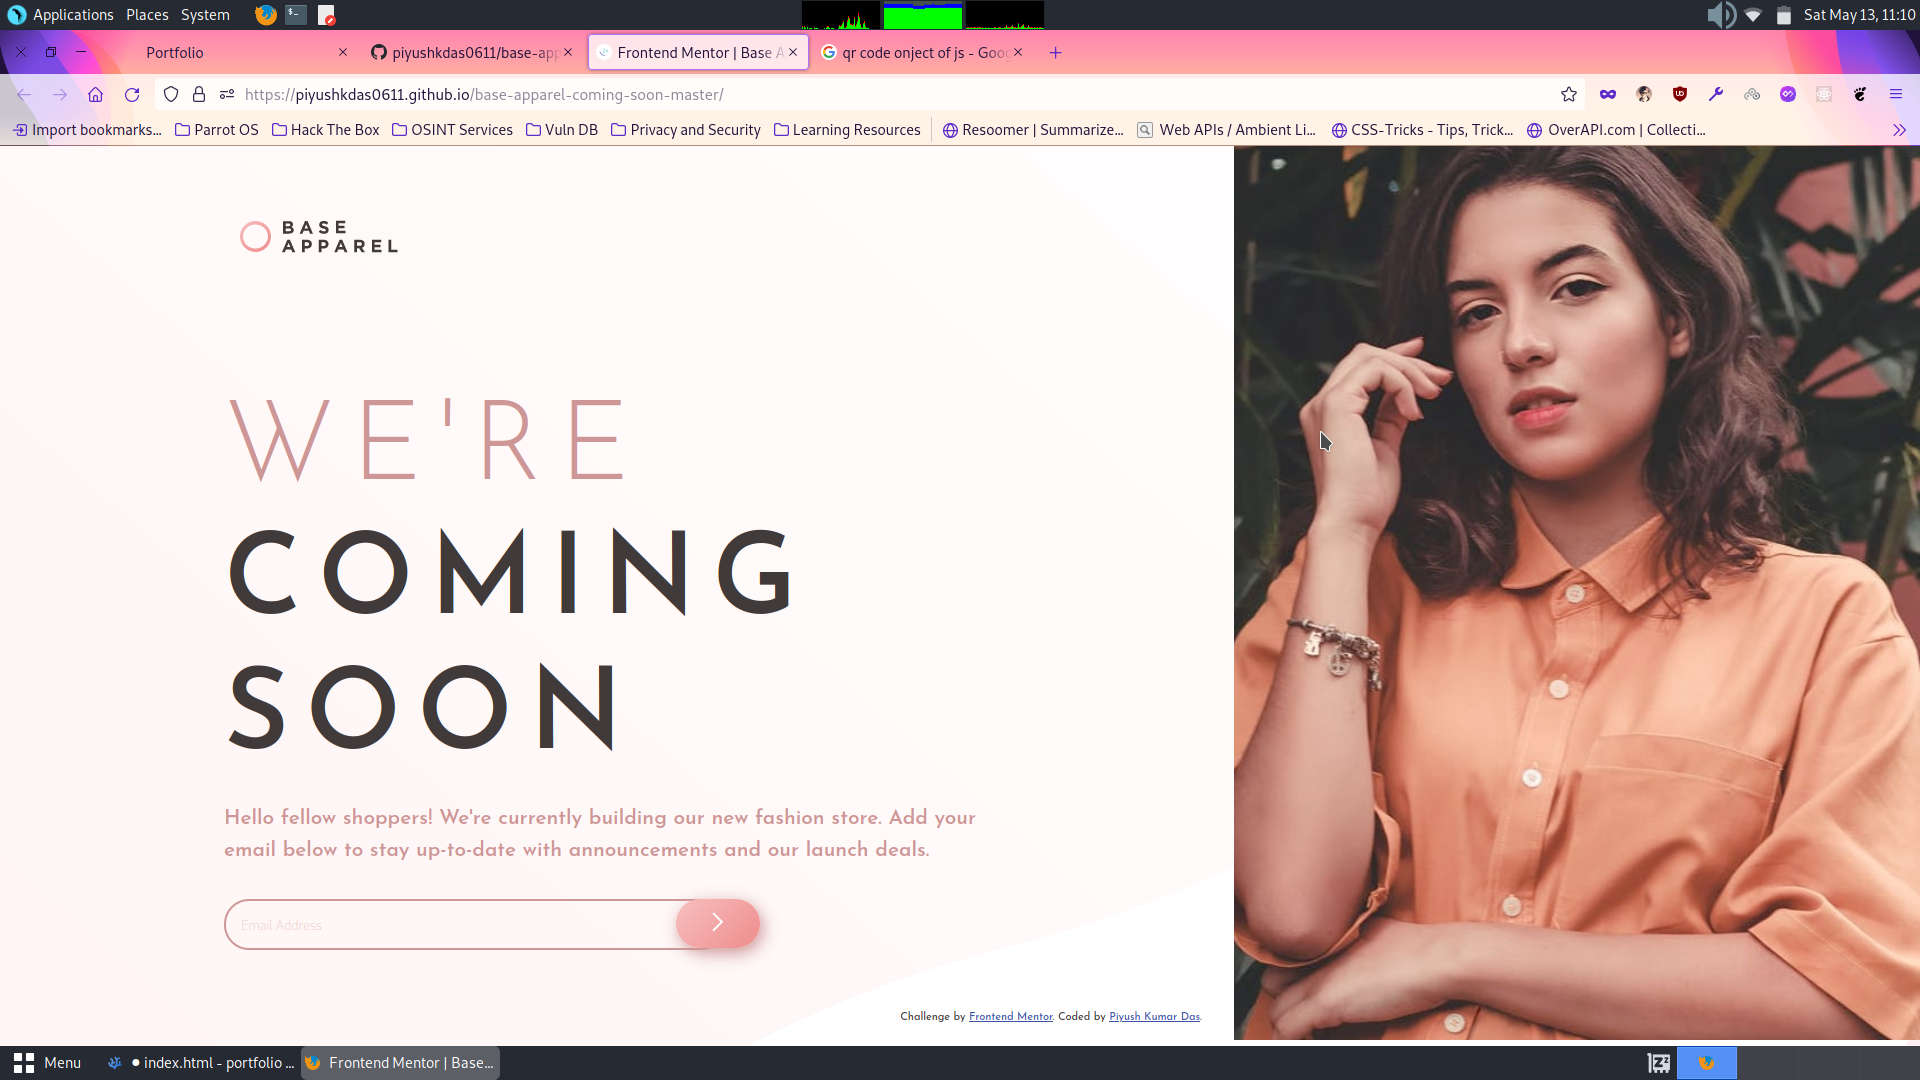 Applications Places System
Sat May 13, 11:10
Portfolio
piyushkdas0611/base-app
Frontend Mentor | Base A
qr code onject of js - Goog
https://piyushkdas0611.github.io/base-apparel-coming-soon-master/
Import bookmarks...
Parrot OS
Hack The Box
OSINT Services
Vuln DB
Privacy and Security
Learning Resources
Resoomer | Summarize...
Web APIs / Ambient Li...
CSS-Tricks - Tips, Trick...
OverAPI.com | Collecti...
BASE
APPAREL
WE'RE
COMING
SOON
Hello fellow shoppers! We're currently building our new fashion store. Add your
email below to stay up-to-date with announcements and our launch deals.
Email Address
Challenge by Frontend Mentor. Coded by Piyush Kumar Das.
Menu
● index.html - portfolio ...
Frontend Mentor | Base...